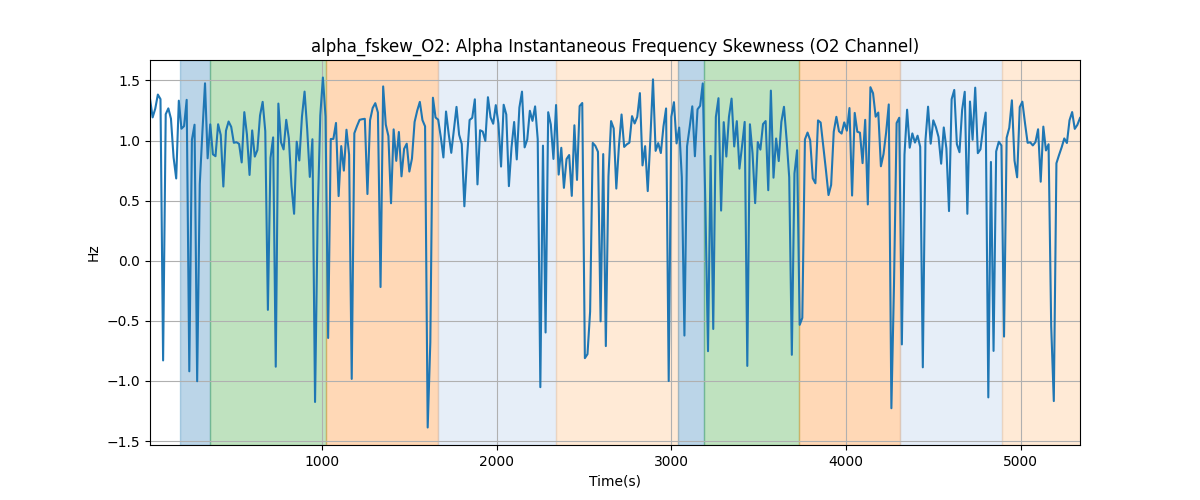 alpha_fskew_O2: Alpha Instantaneous Frequency Skewness (O2 Channel)
Hz
1.5
1.0
0.5
0.0
−0.5
−1.0
−1.5
1000 2000 3000 4000 5000
Time(s)